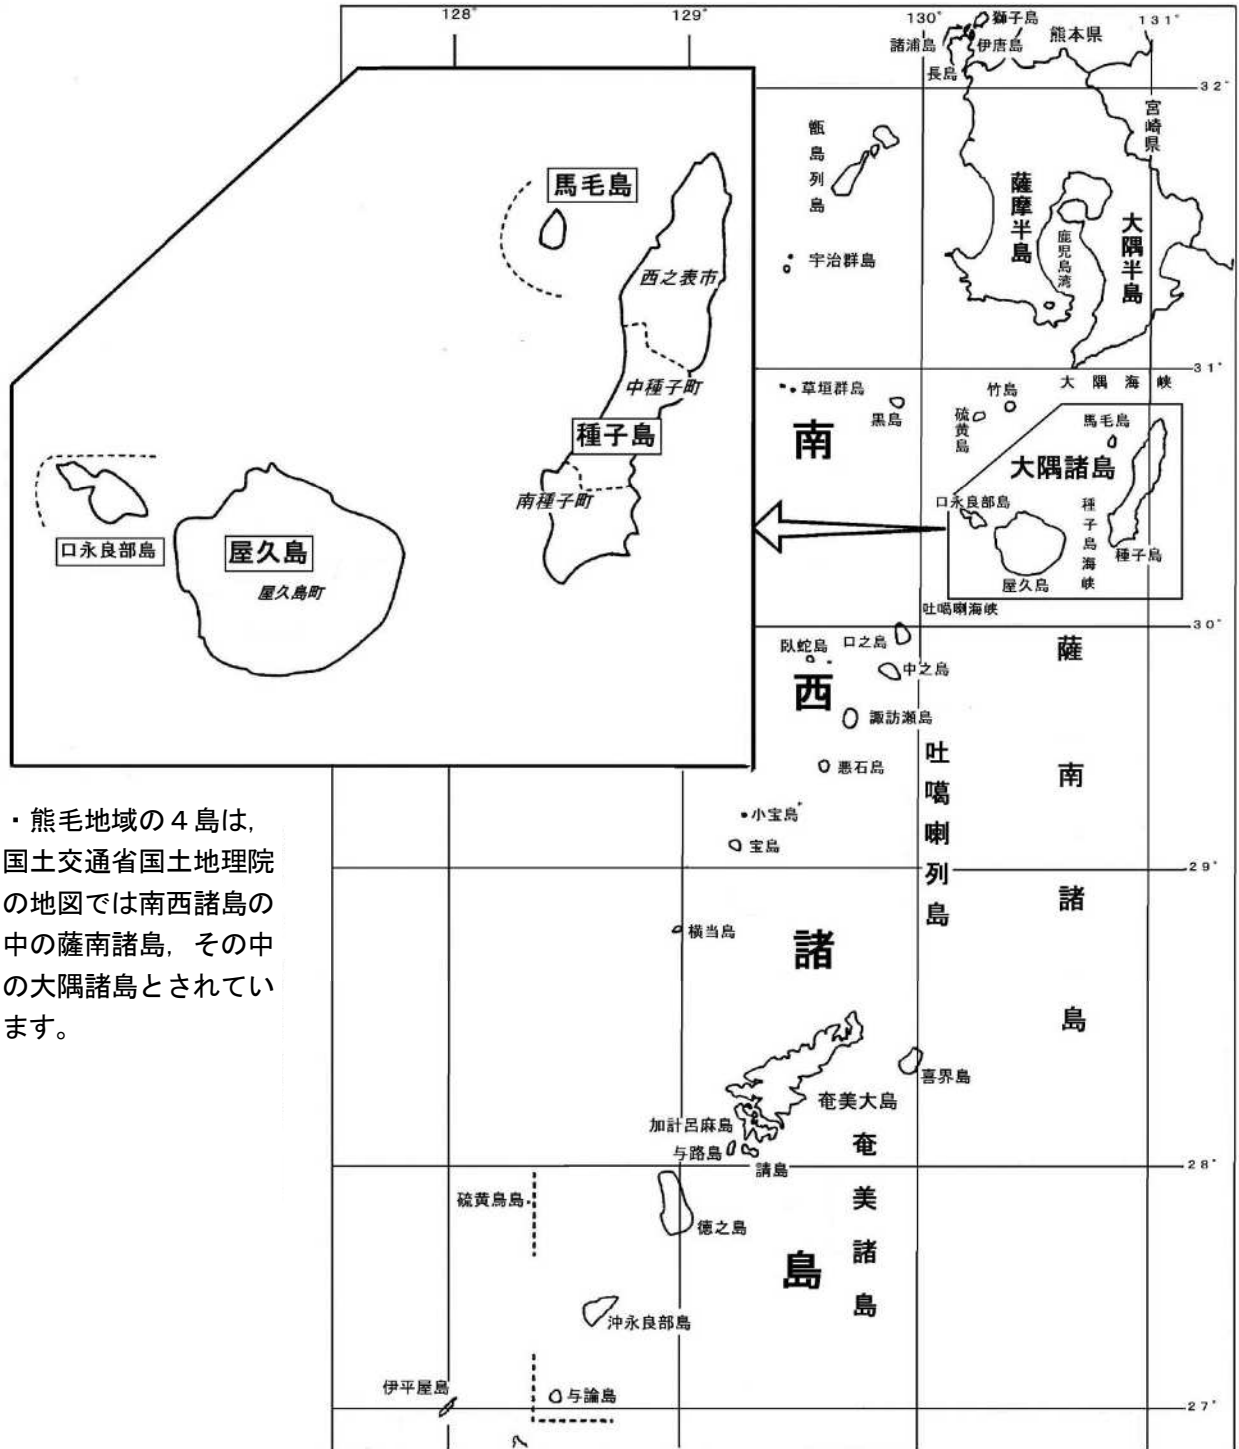 128°
129°
130°
131°
獅子島
諸浦島
伊唐島
熊本県
長島
32°
宮崎県
甑島列島
薩摩半島
大隅半島
鹿児島湾
宇治群島
馬毛島
西之表市
中種子町
種子島
南種子町
口永良部島
屋久島
屋久島町
31°
大隅海峡
草垣群島
黒島
竹島
硫黄島
馬毛島
大隅諸島
口永良部島
種子島海峡
種子島
屋久島
吐噶喇海峡
30°
臥蛇島
口之島
中之島
諏訪瀬島
悪石島
小宝島
宝島
吐噶喇列島
29°
横当島
薩南諸島
南西諸島
・熊毛地域の4島は,
国土交通省国土地理院
の地図では南西諸島の
中の薩南諸島, その中
の大隅諸島とされてい
ます。
喜界島
奄美大島
加計呂麻島
与路島
請島
28°
奄美諸島
硫黄鳥島
徳之島
沖永良部島
伊平屋島
与論島
27°